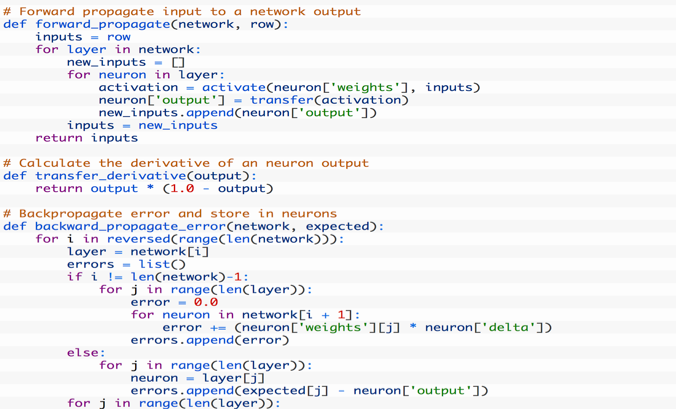 # Forward propagate input to a network output
def forward_propagate(network, row):
    inputs = row
    for layer in network:
        new_inputs = []
        for neuron in layer:
            activation = activate(neuron['weights'], inputs)
            neuron['output'] = transfer(activation)
            new_inputs.append(neuron['output'])
        inputs = new_inputs
    return inputs

# Calculate the derivative of an neuron output
def transfer_derivative(output):
    return output * (1.0 - output)

# Backpropagate error and store in neurons
def backward_propagate_error(network, expected):
    for i in reversed(range(len(network))):
        layer = network[i]
        errors = list()
        if i != len(network)-1:
            for j in range(len(layer)):
                error = 0.0
                for neuron in network[i + 1]:
                    error += (neuron['weights'][j] * neuron['delta'])
                errors.append(error)
        else:
            for j in range(len(layer)):
                neuron = layer[j]
                errors.append(expected[j] - neuron['output'])
        for j in range(len(layer)):